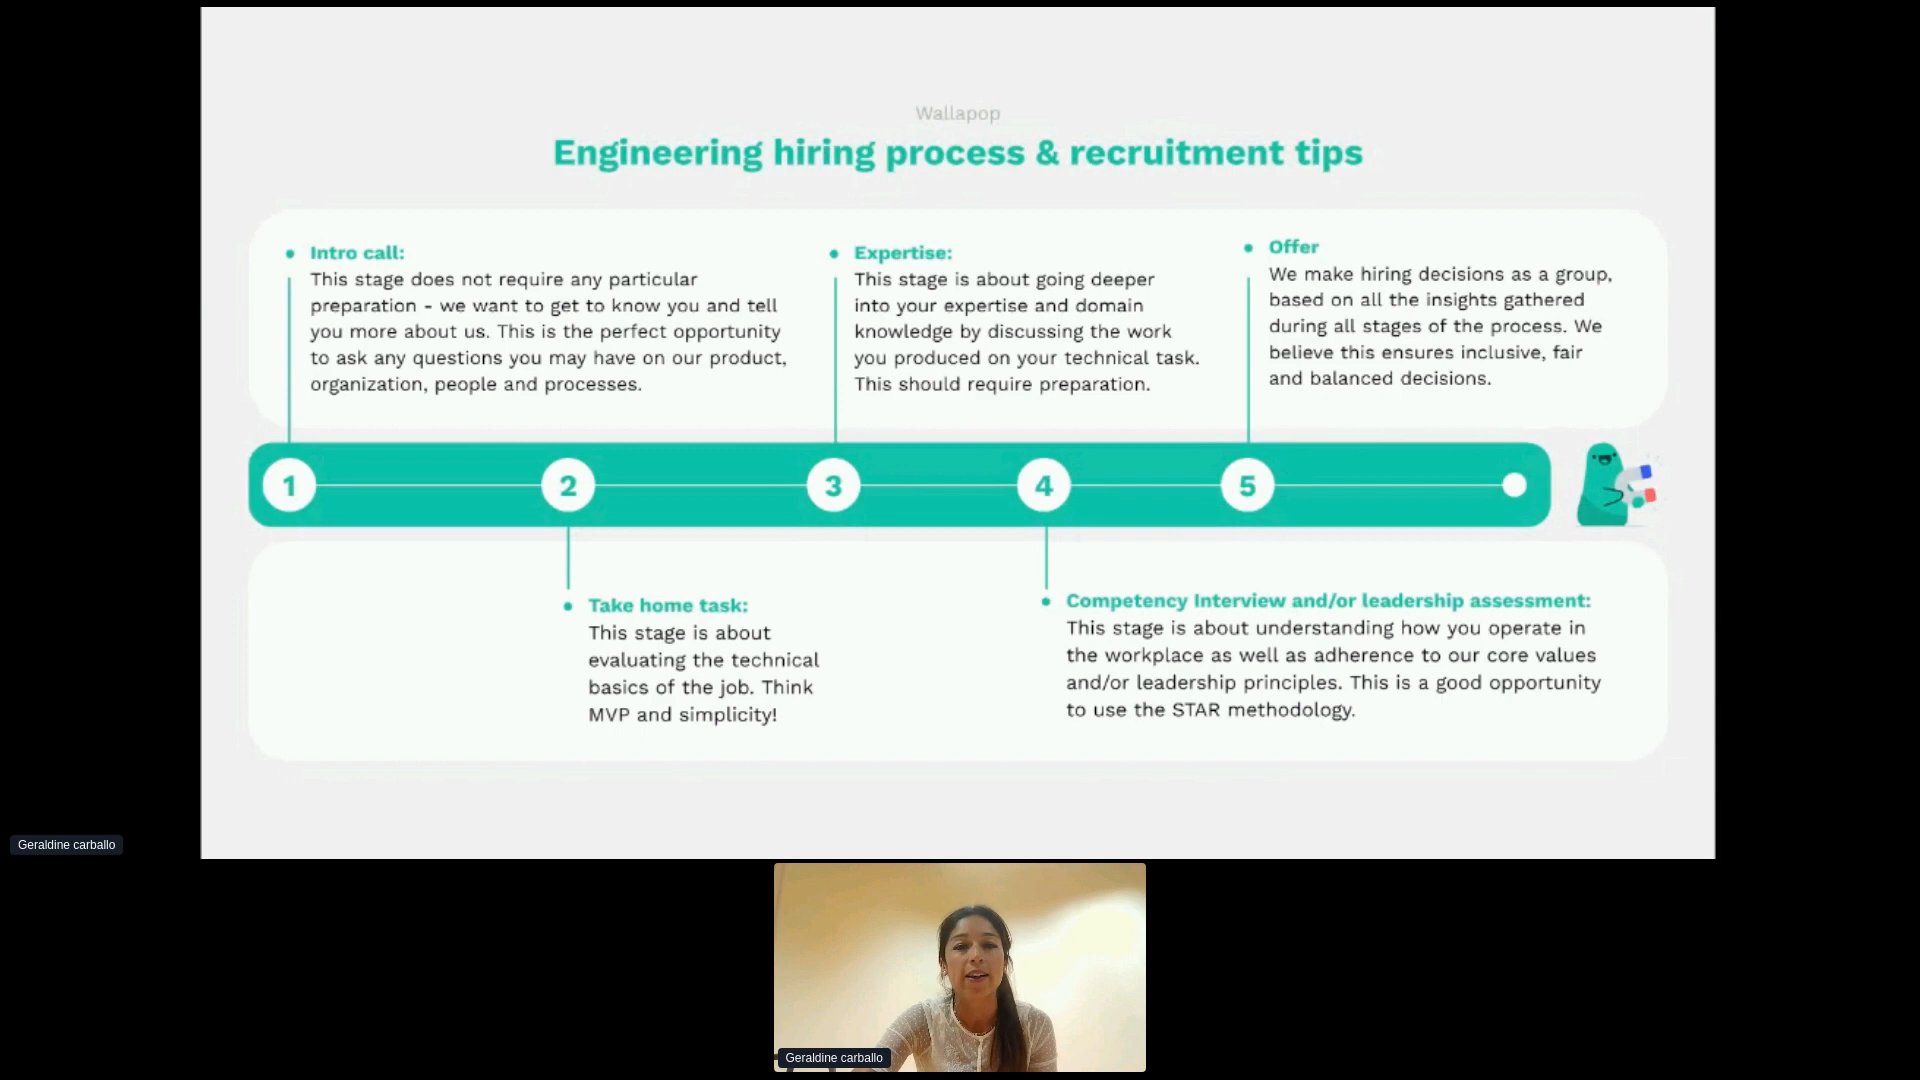 Wallapop
Engineering hiring process & recruitment tips
Intro call:
This stage does not require any particular
preparation - we want to get to know you and tell
you more about us. This is the perfect opportunity
to ask any questions you may have on our product,
organization, people and processes.
Expertise:
This stage is about going deeper
into your expertise and domain
knowledge by discussing the work
you produced on your technical task.
This should require preparation.
Offer
We make hiring decisions as a group,
based on all the insights gathered
during all stages of the process. We
believe this ensures inclusive, fair
and balanced decisions.
1
2
3
4
5
Take home task:
This stage is about
evaluating the technical
basics of the job. Think
MVP and simplicity!
Competency Interview and/or leadership assessment:
This stage is about understanding how you operate in
the workplace as well as adherence to our core values
and/or leadership principles. This is a good opportunity
to use the STAR methodology.
Geraldine carballo
Geraldine carballo